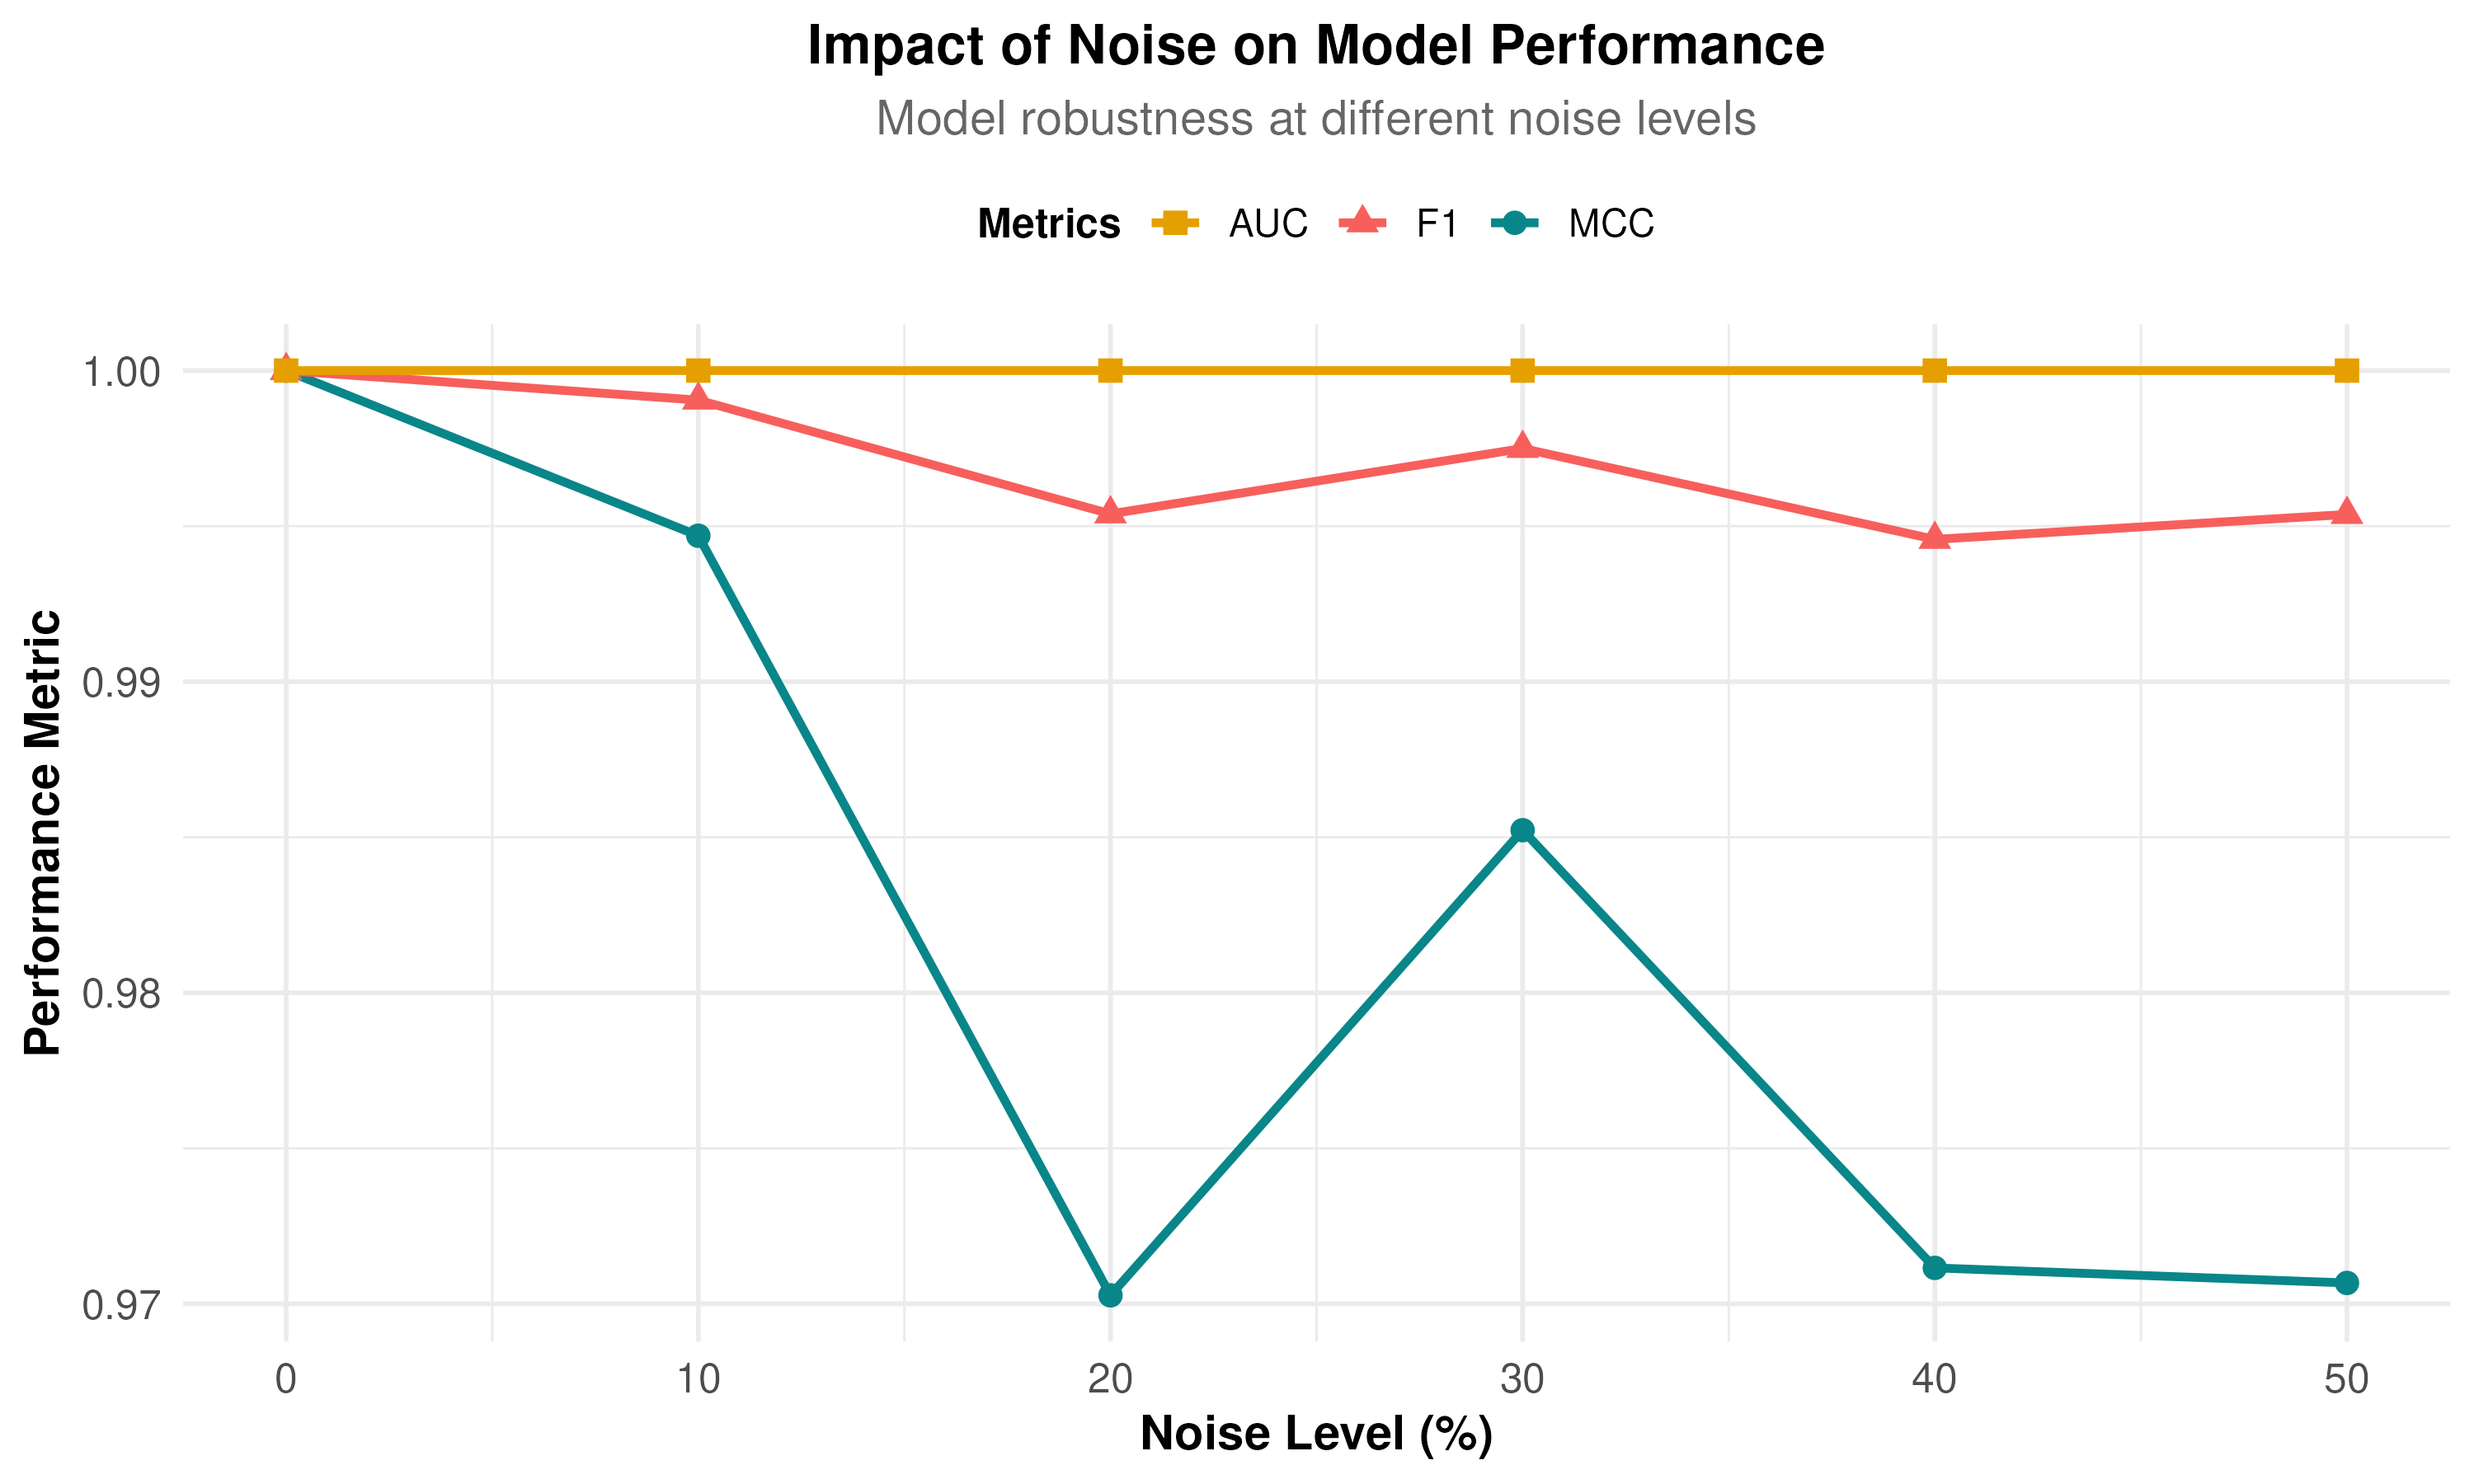 Impact of Noise on Model Performance
Model robustness at different noise levels
Metrics AUC F1 MCC
Performance Metric
1.00
0.99
0.98
0.97
0 10 20 30 40 50
Noise Level (%)